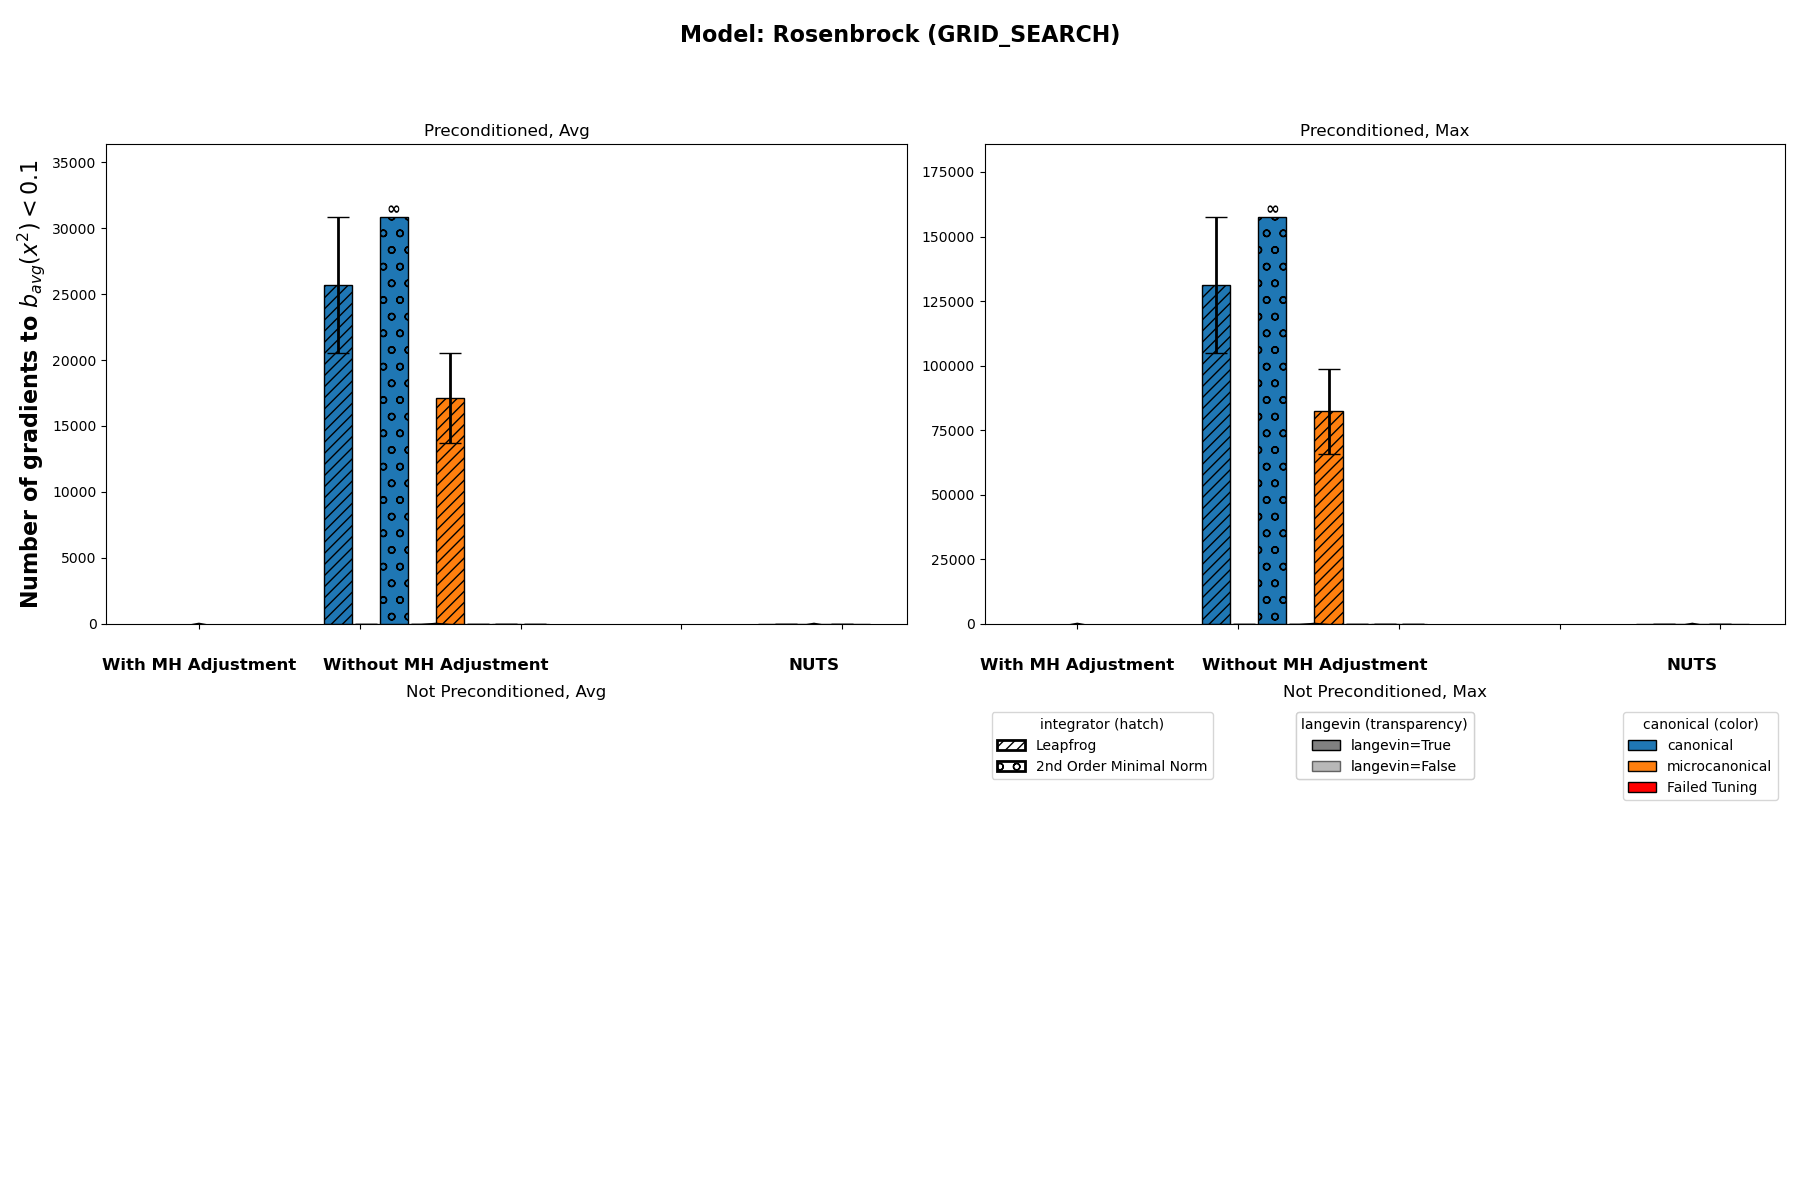 Model: Rosenbrock (GRID_SEARCH)
Preconditioned, Avg
Preconditioned, Max
Number of gradients to b_avg(x²) < 0.1
35000
30000
25000
20000
15000
10000
5000
0
∞
With MH Adjustment
Without MH Adjustment
NUTS
175000
150000
125000
100000
75000
50000
25000
0
∞
With MH Adjustment
Without MH Adjustment
NUTS
Not Preconditioned, Avg
Not Preconditioned, Max
integrator (hatch)
Leapfrog
2nd Order Minimal Norm
langevin (transparency)
langevin=True
langevin=False
canonical (color)
canonical
microcanonical
Failed Tuning